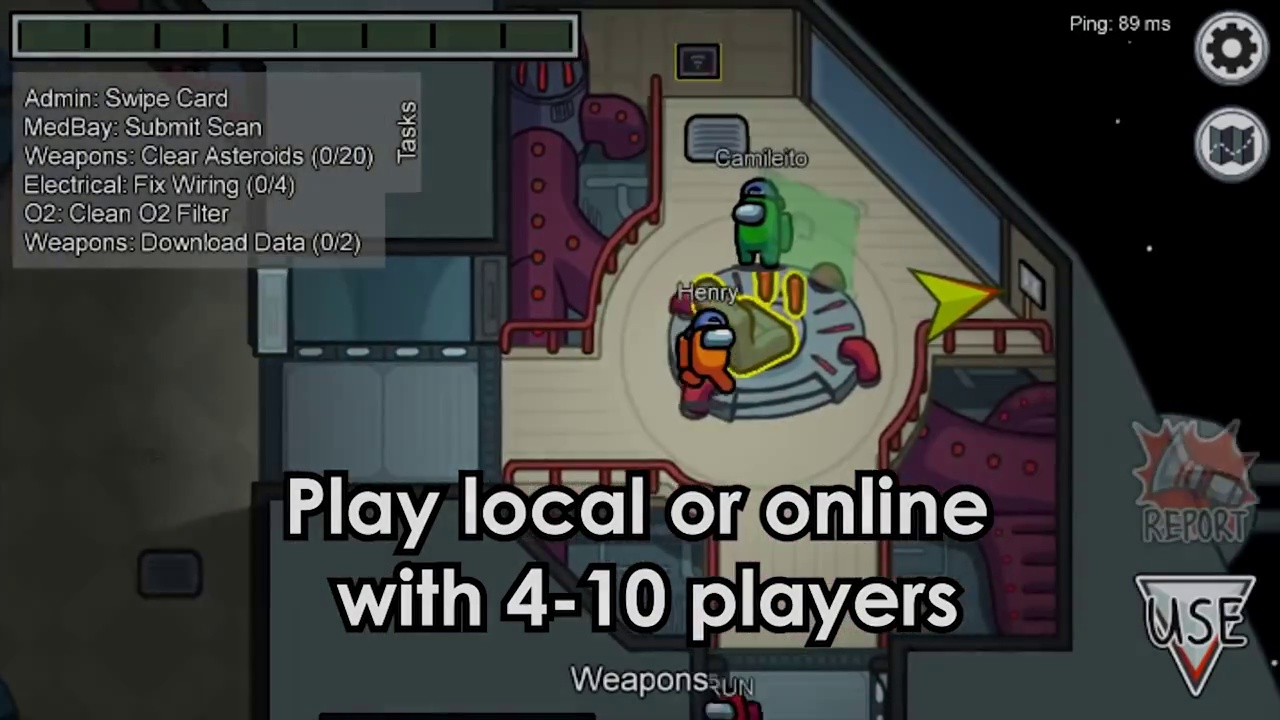 Ping: 89 ms
Admin: Swipe Card
MedBay: Submit Scan
Weapons: Clear Asteroids (0/20)
Electrical: Fix Wiring (0/4)
O2: Clean O2 Filter
Weapons: Download Data (0/2)
Tasks
Camileito
Henry
Play local or online
with 4-10 players
REPORT
USE
Weapons
RUN